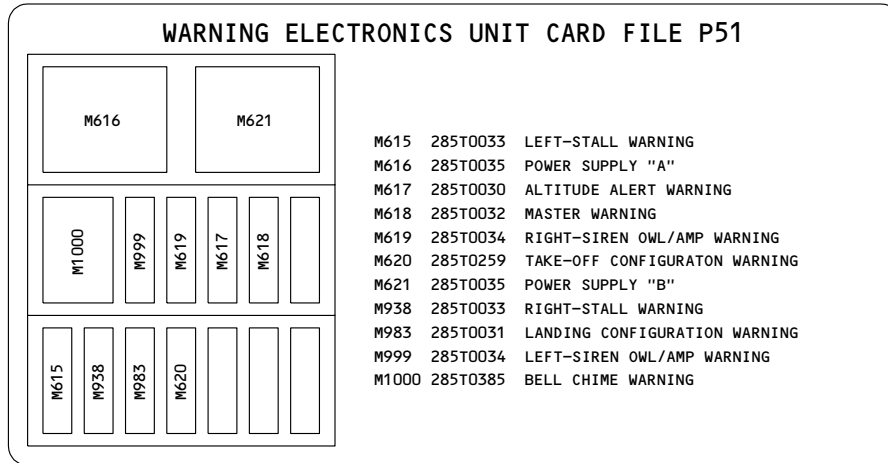 WARNING ELECTRONICS UNIT CARD FILE P51
M616 M621
M1000 M999 M619 M617 M618
M615 M938 M983 M620
M615 285T0033 LEFT-STALL WARNING
M616 285T0035 POWER SUPPLY "A"
M617 285T0030 ALTITUDE ALERT WARNING
M618 285T0032 MASTER WARNING
M619 285T0034 RIGHT-SIREN OWL/AMP WARNING
M620 285T0259 TAKE-OFF CONFIGURATON WARNING
M621 285T0035 POWER SUPPLY "B"
M938 285T0033 RIGHT-STALL WARNING
M983 285T0031 LANDING CONFIGURATION WARNING
M999 285T0034 LEFT-SIREN OWL/AMP WARNING
M1000 285T0385 BELL CHIME WARNING